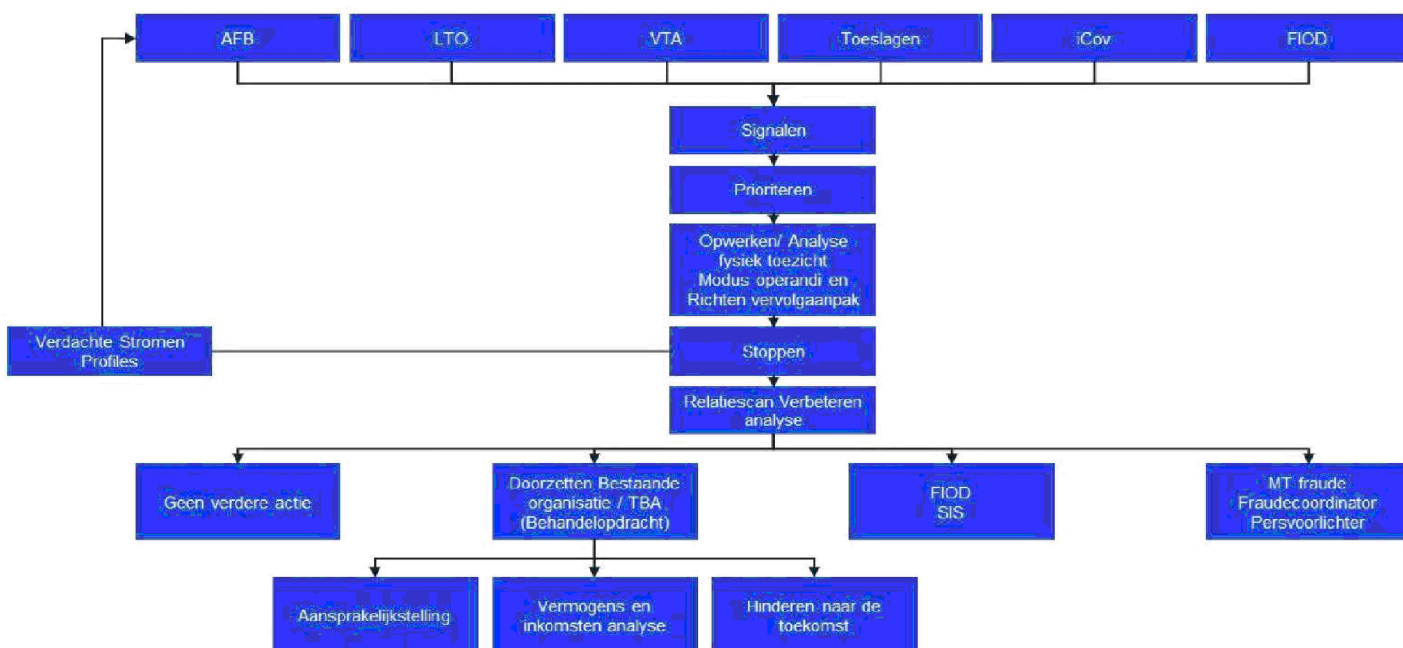 AFB
LTO
VTA
Toeslagen
iCov
FIOD
Signalen
Prioriteren
Opwerken/ Analyse
fysiek toezicht
Modus operandi en
Richten vervolgaanpak
Verdachte Stromen
Profiles
Stoppen
Relatiescan Verbeteren
analyse
Geen verdere actie
Doorzetten Bestaande
organisatie / TBA
(Behandelopdracht)
FIOD
SIS
MT fraude
Fraudecoordinator
Persvoorlichter
Aansprakelijkstelling
Vermogens en
inkomsten analyse
Hinderen naar de
toekomst